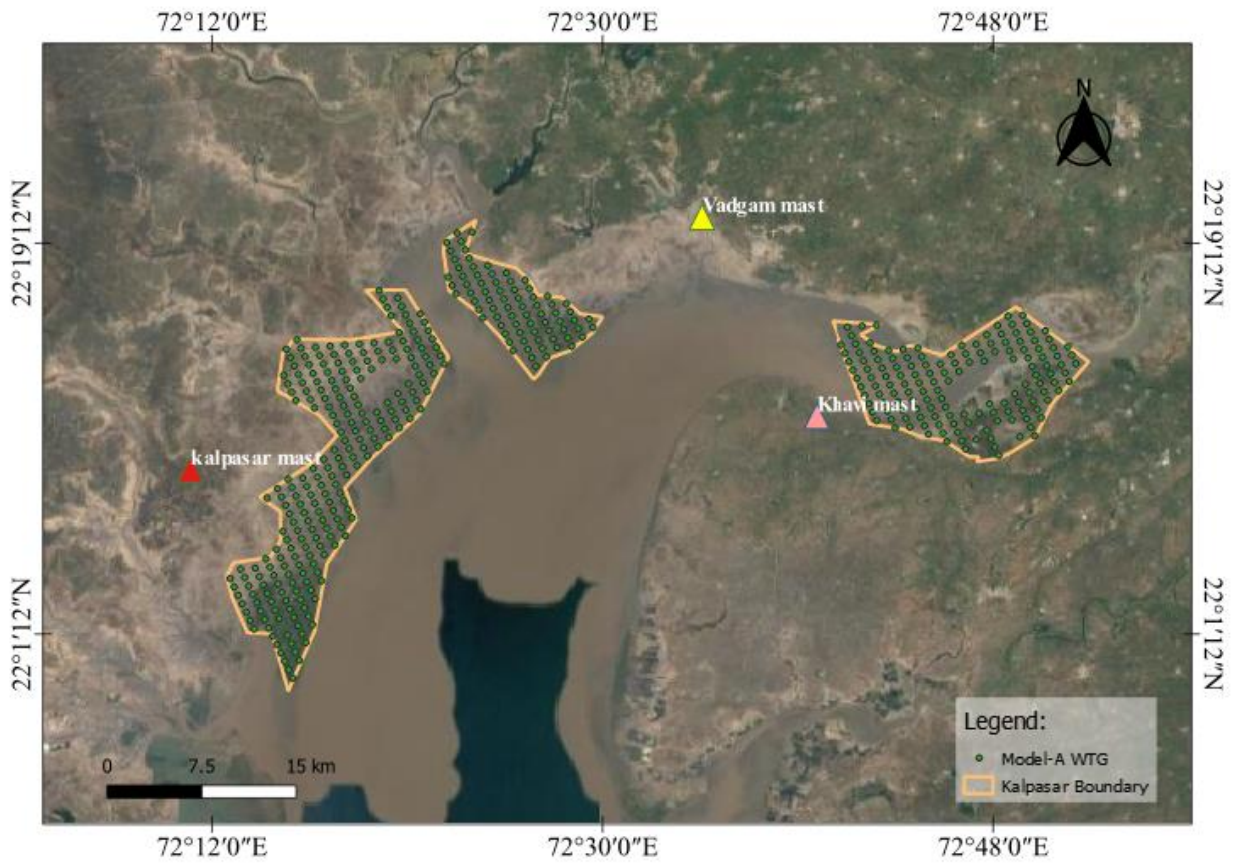 72°12′0″E 72°30′0″E 72°48′0″E
N
Vadgam mast
22°19′12″N 22°19′12″N
Khavi mast
kalpasar mast
22°1′12″N 22°1′12″N
Legend:
0 7.5 15 km
Model-A WTG
Kalpasar Boundary
72°12′0″E 72°30′0″E 72°48′0″E